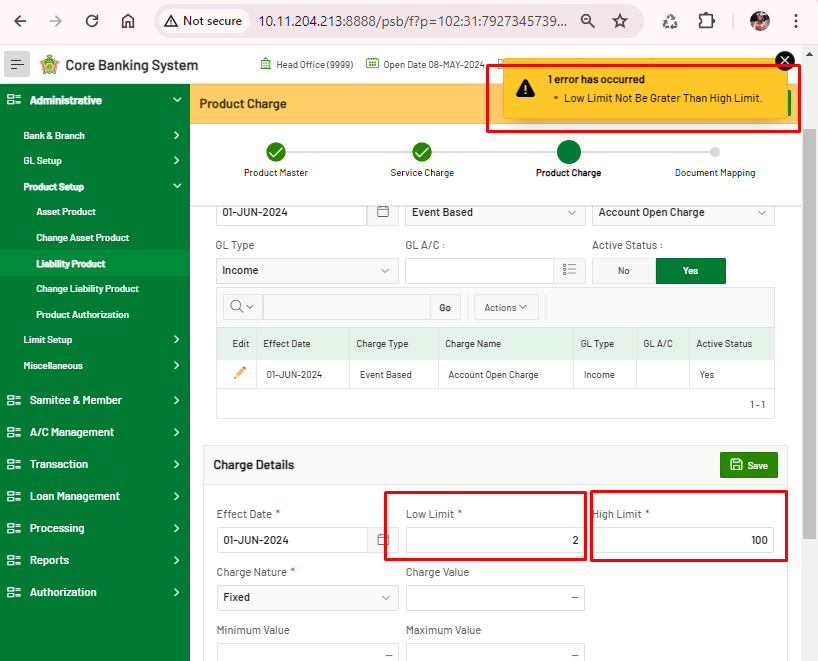 Not secure 10.11.204.213:8888/psb/f?p=102:31:7927345739...
Core Banking System Head Office (9999) Open Date 08-MAY-2024
1 error has occurred
Low Limit Not Be Grater Than High Limit.
Administrative
Bank & Branch
GL Setup
Product Setup
Asset Product
Change Asset Product
Liability Product
Change Liability Product
Product Authorization
Limit Setup
Miscellaneous
Samitee & Member
A/C Management
Transaction
Loan Management
Processing
Reports
Authorization
Product Charge
Product Master Service Charge Product Charge Document Mapping
01-JUN-2024 Event Based Account Open Charge
GL Type GL A/C : Active Status :
Income No Yes
Go Actions
Edit Effect Date Charge Type Charge Name GL Type GL A/C Active Status
01-JUN-2024 Event Based Account Open Charge Income Yes
1 - 1
Charge Details Save
Effect Date * Low Limit * High Limit *
01-JUN-2024 2 100
Charge Nature * Charge Value
Fixed –
Minimum Value Maximum Value
– –